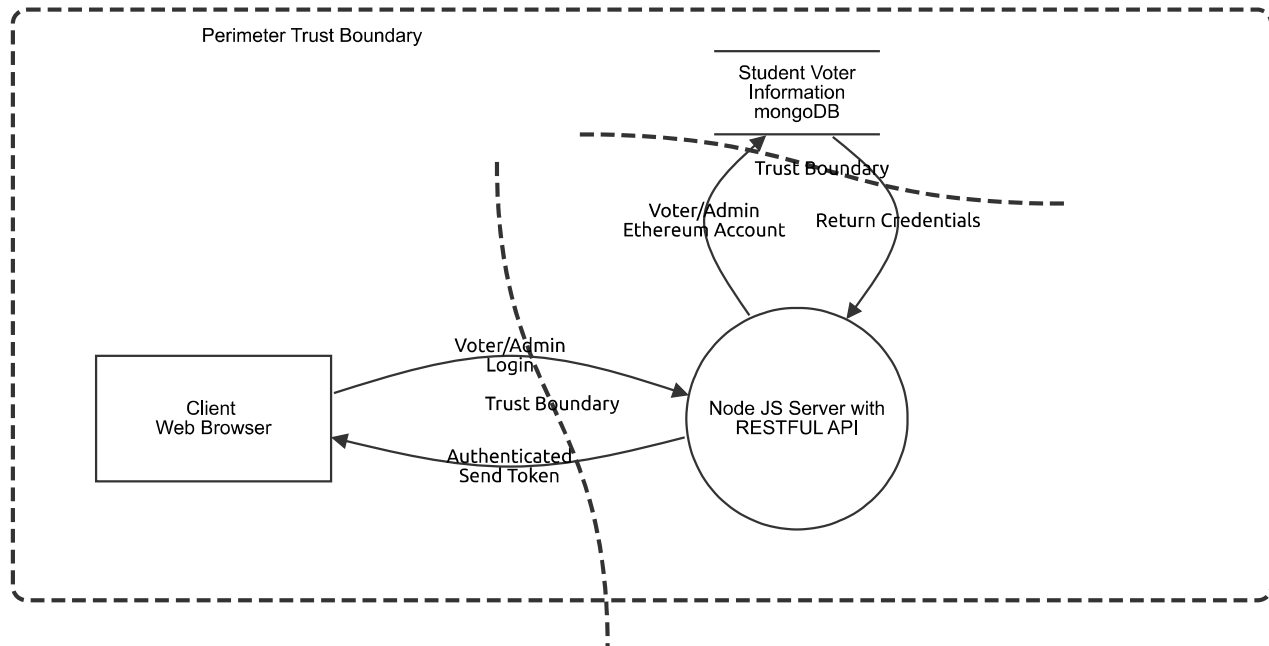 Perimeter Trust Boundary
Student Voter
Information
mongoDB
Trust Boundary
Voter/Admin
Ethereum Account
Return Credentials
Voter/Admin
Login
Trust Boundary
Client
Web Browser
Node JS Server with
RESTFUL API
Authenticated
Send Token